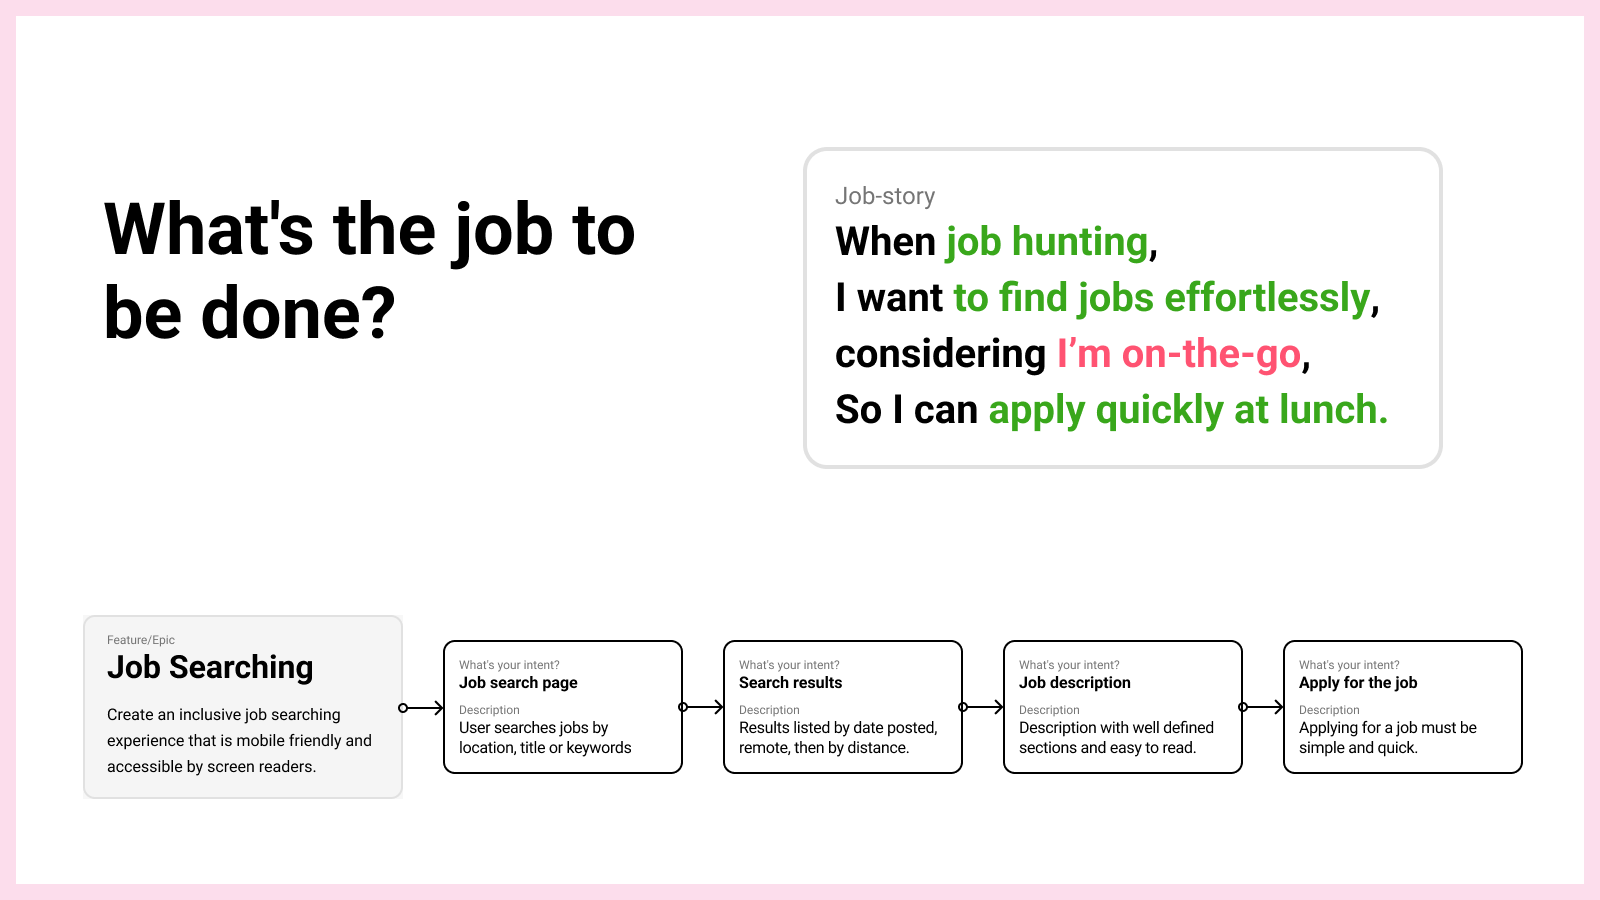 What's the job to
be done?
Job-story
When job hunting,
I want to find jobs effortlessly,
considering I’m on-the-go,
So I can apply quickly at lunch.
Feature/Epic
Job Searching
Create an inclusive job searching
experience that is mobile friendly and
accessible by screen readers.
What's your intent?
Job search page
Description
User searches jobs by
location, title or keywords
What's your intent?
Search results
Description
Results listed by date posted,
remote, then by distance.
What's your intent?
Job description
Description
Description with well defined
sections and easy to read.
What's your intent?
Apply for the job
Description
Applying for a job must be
simple and quick.